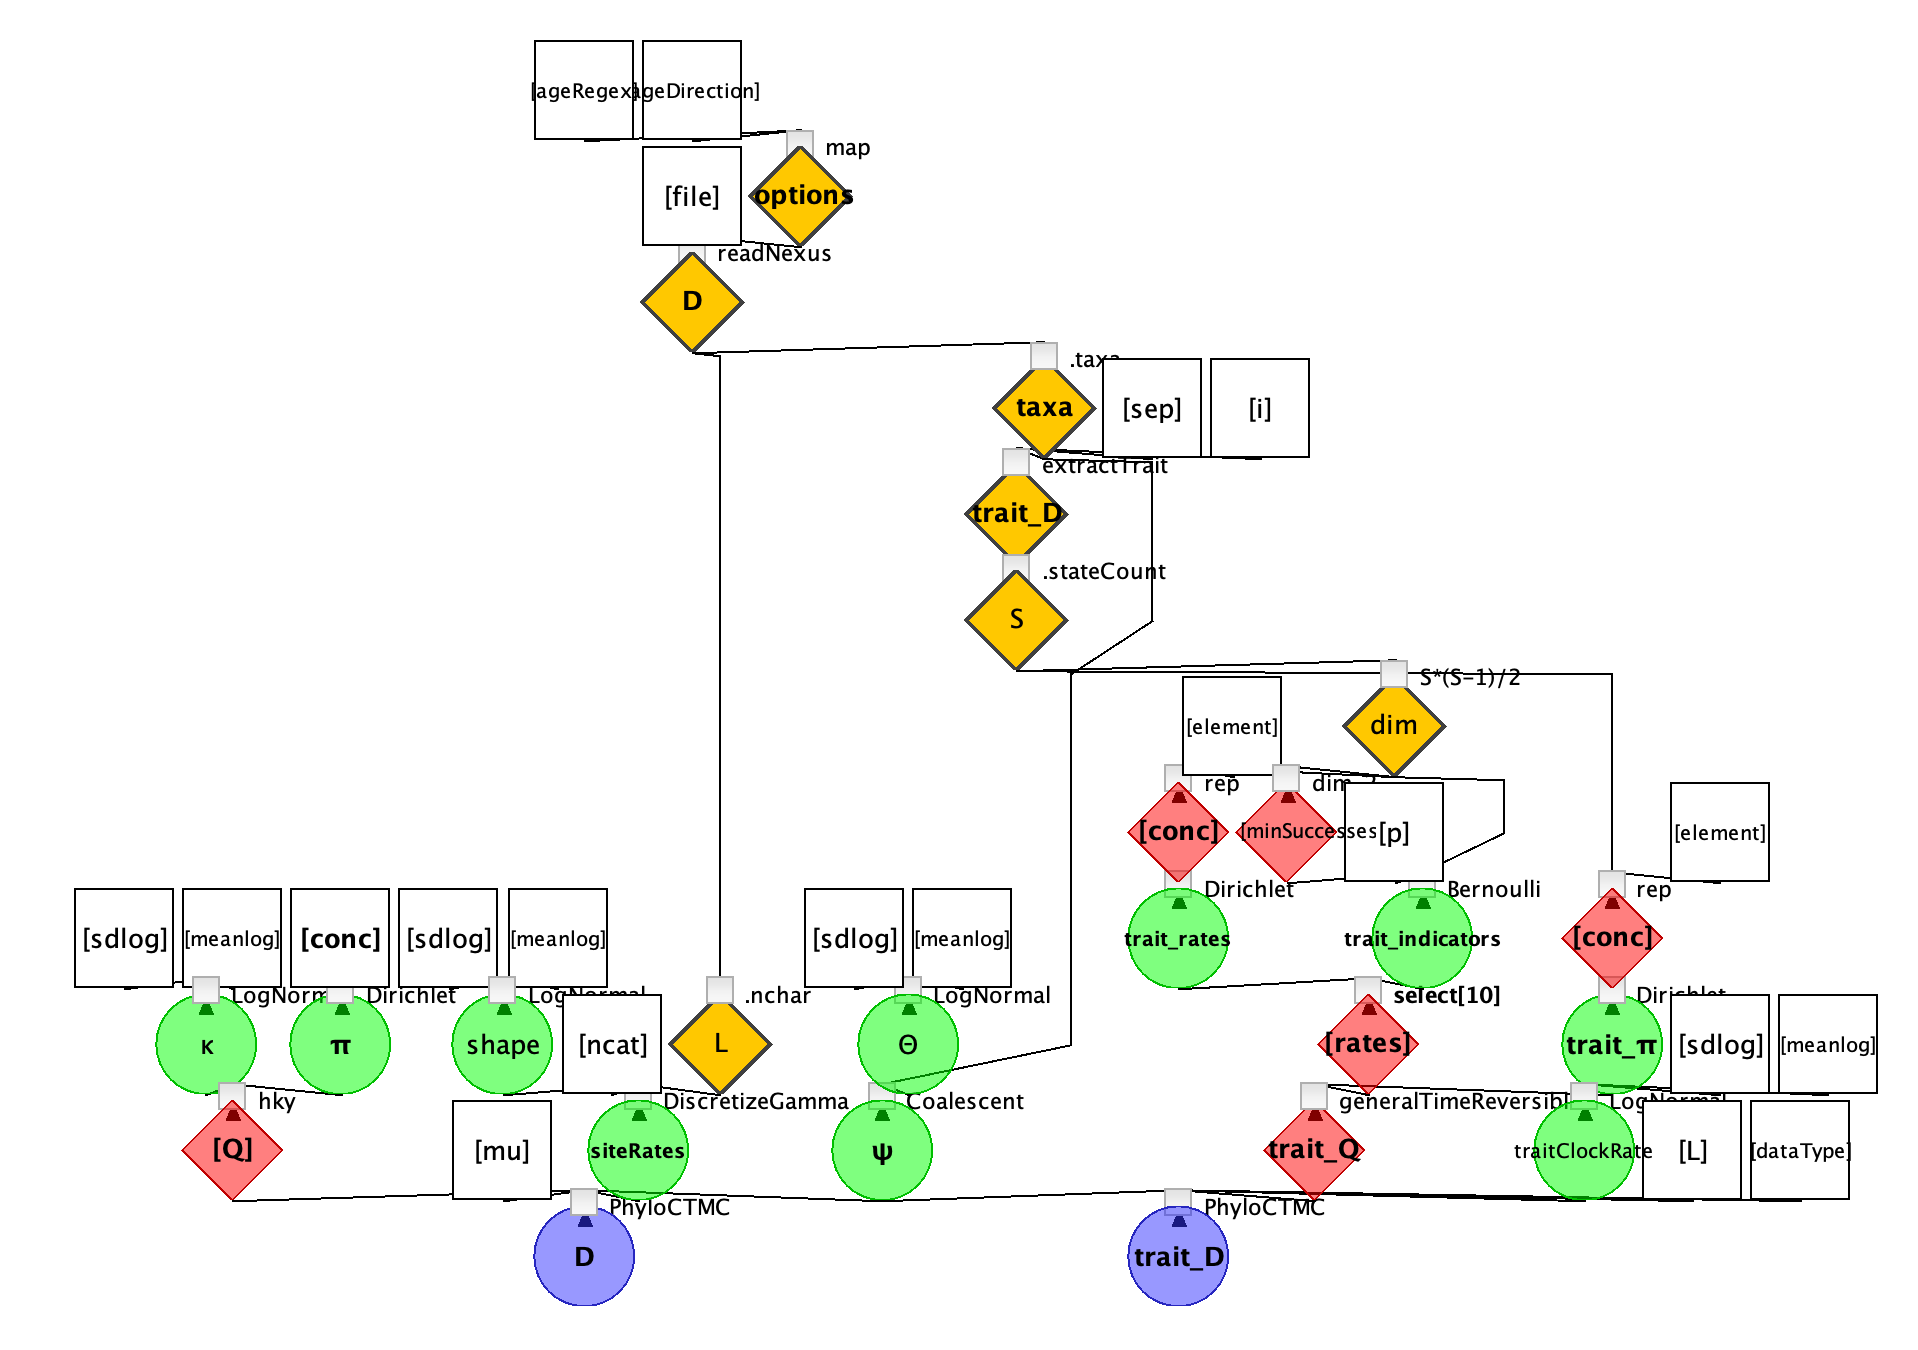 [ageRegex]
ageDirection]
map
[file]
options
readNexus
D
.taxa
taxa
[sep]
[i]
extractTrait
trait_D
.stateCount
S
S*(S-1)/2
[element]
dim
rep
dim
[conc]
[minSuccesses
[p]
[element]
Dirichlet
Bernoulli
rep
[sdlog]
[meanlog]
[conc]
[sdlog]
[meanlog]
[sdlog]
[meanlog]
trait_rates
trait_indicators
[conc]
LogNorm
Dirichlet
LogNormal
.nchar
LogNormal
select[10]
Dirichlet
κ
π
shape
[ncat]
L
Θ
[rates]
trait_π
[sdlog]
[meanlog]
hky
DiscretizeGamma
Coalescent
generalTimeReversibl
LogNormal
[Q]
[mu]
siteRates
ψ
trait_Q
traitClockRate
[L]
[dataType]
PhyloCTMC
PhyloCTMC
D
trait_D